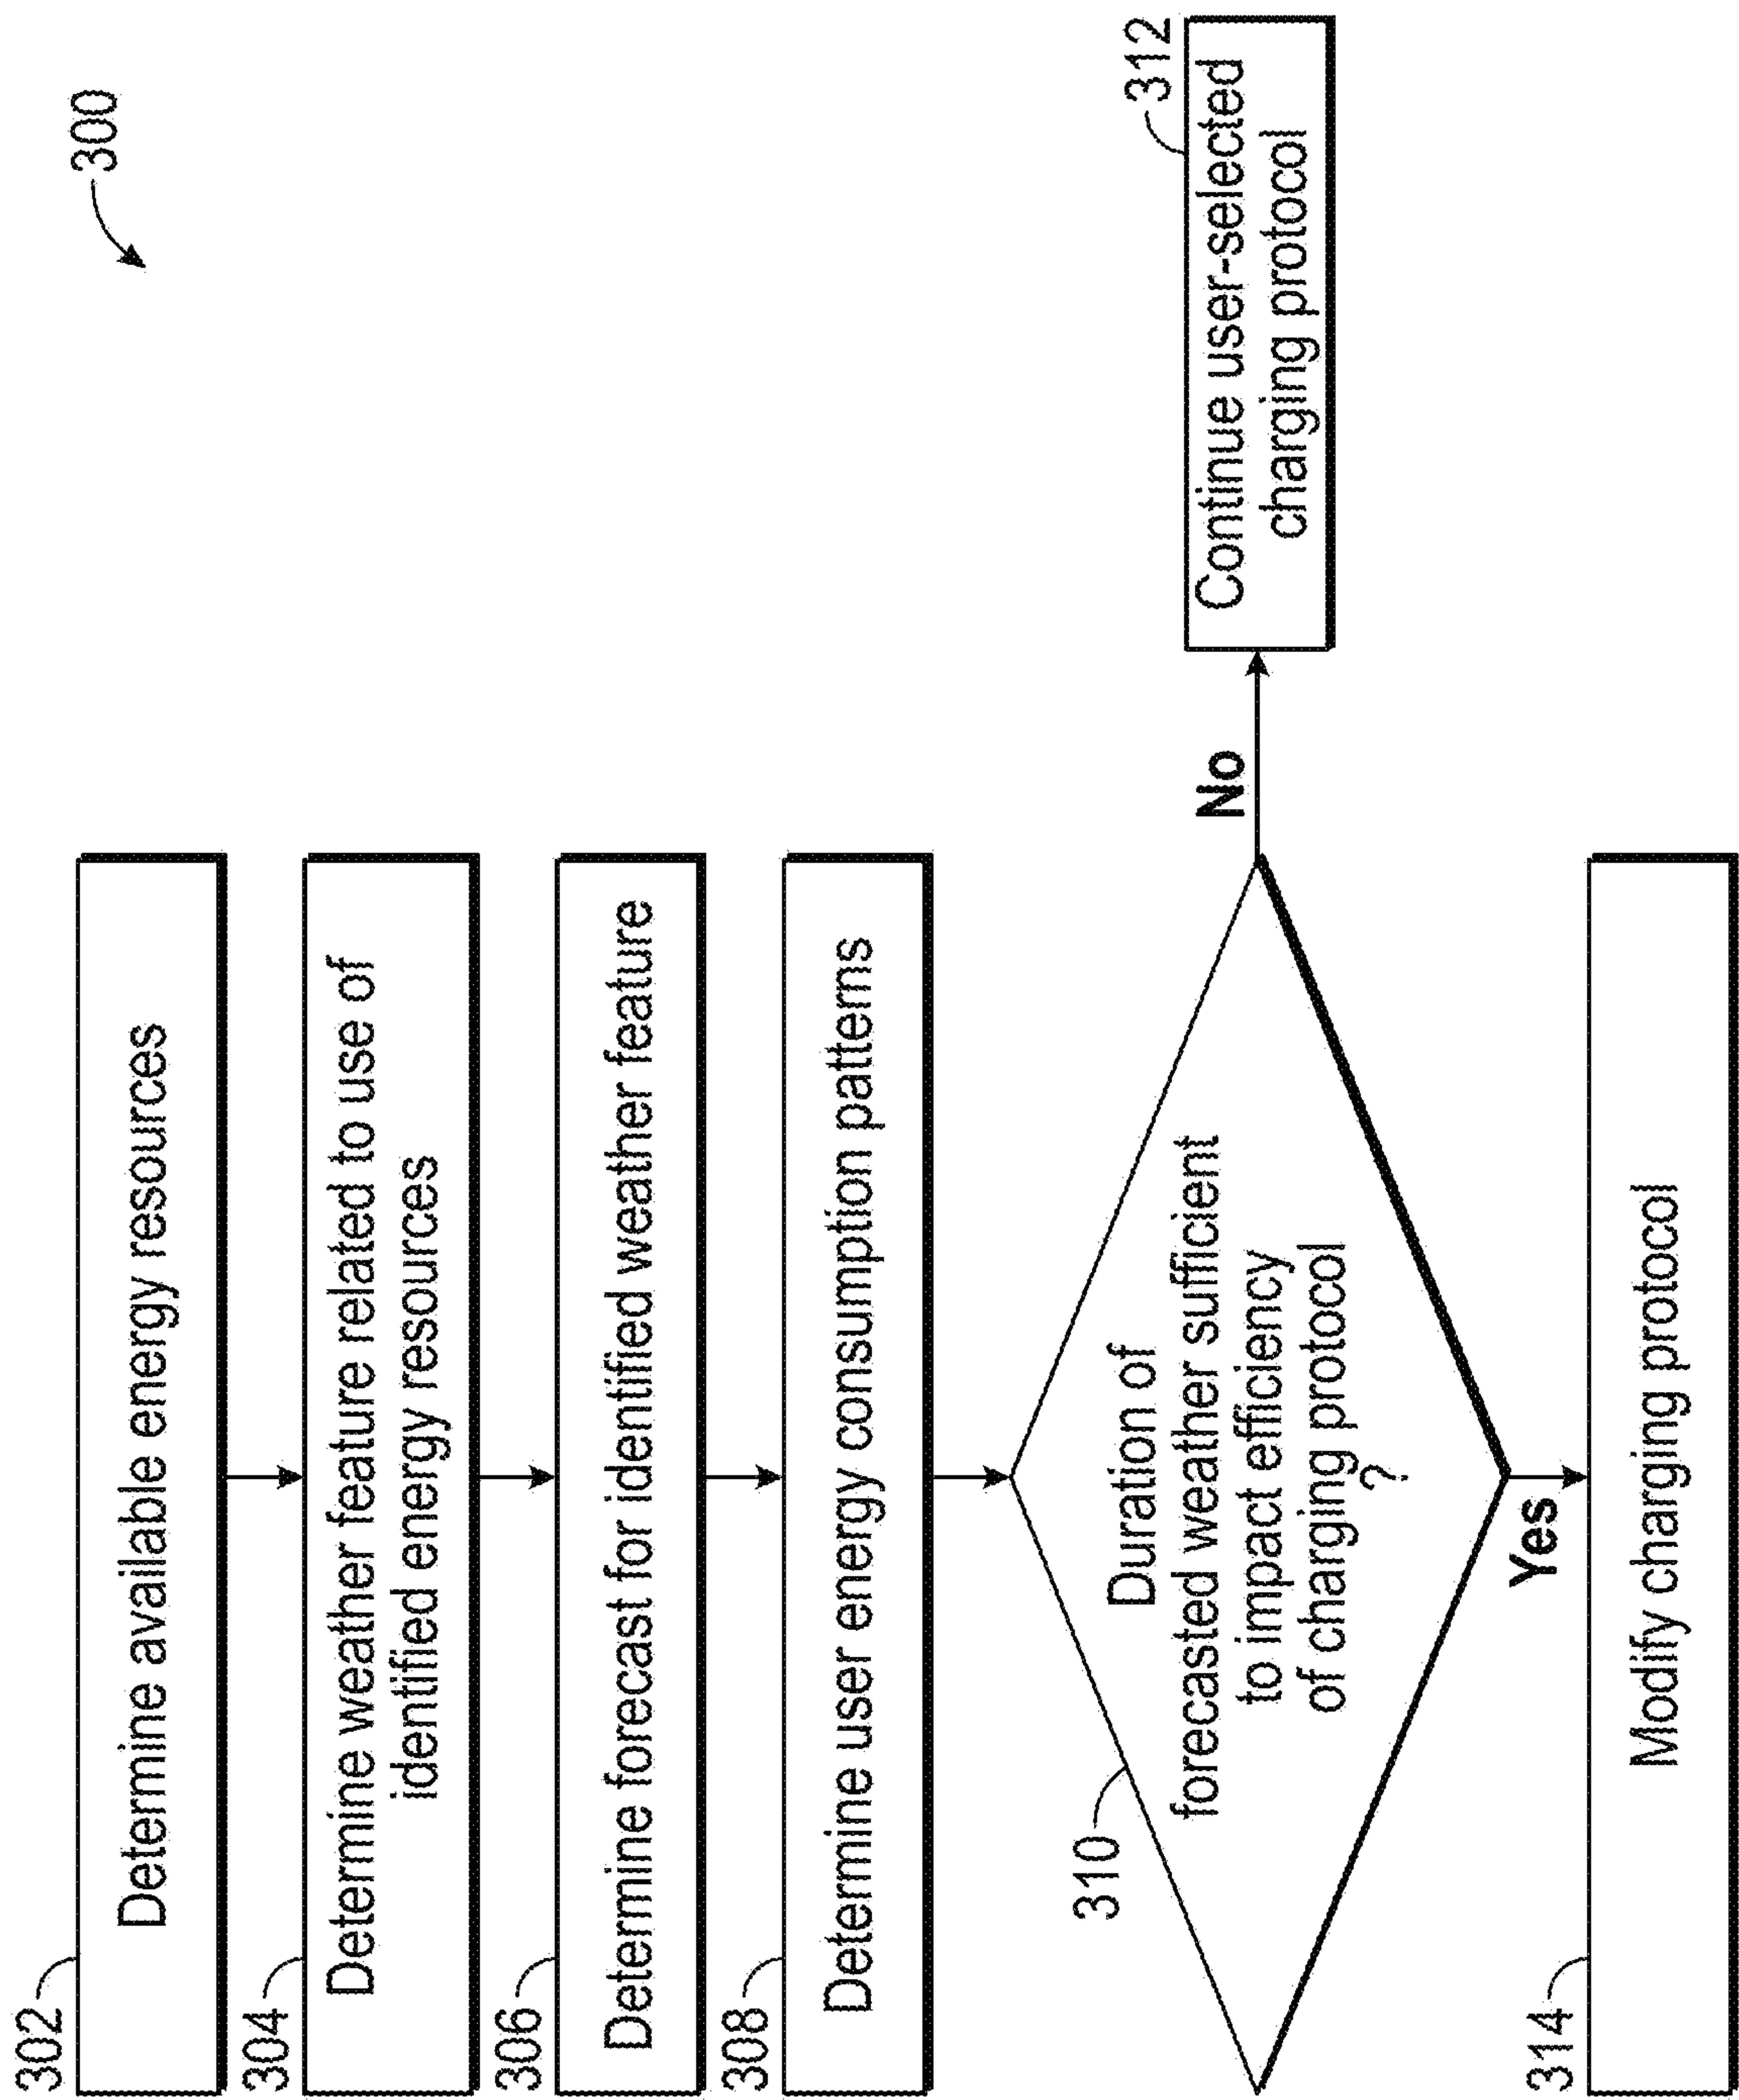 300
302
Determine available energy resources
304
Determine weather feature related to use of
identified energy resources
306
Determine forecast for identified weather feature
308
Determine user energy consumption patterns
310
Duration of
forecasted weather sufficient
to impact efficiency
of charging protocol
?
No
312
Continue user-selected
charging protocol
Yes
314
Modify charging protocol